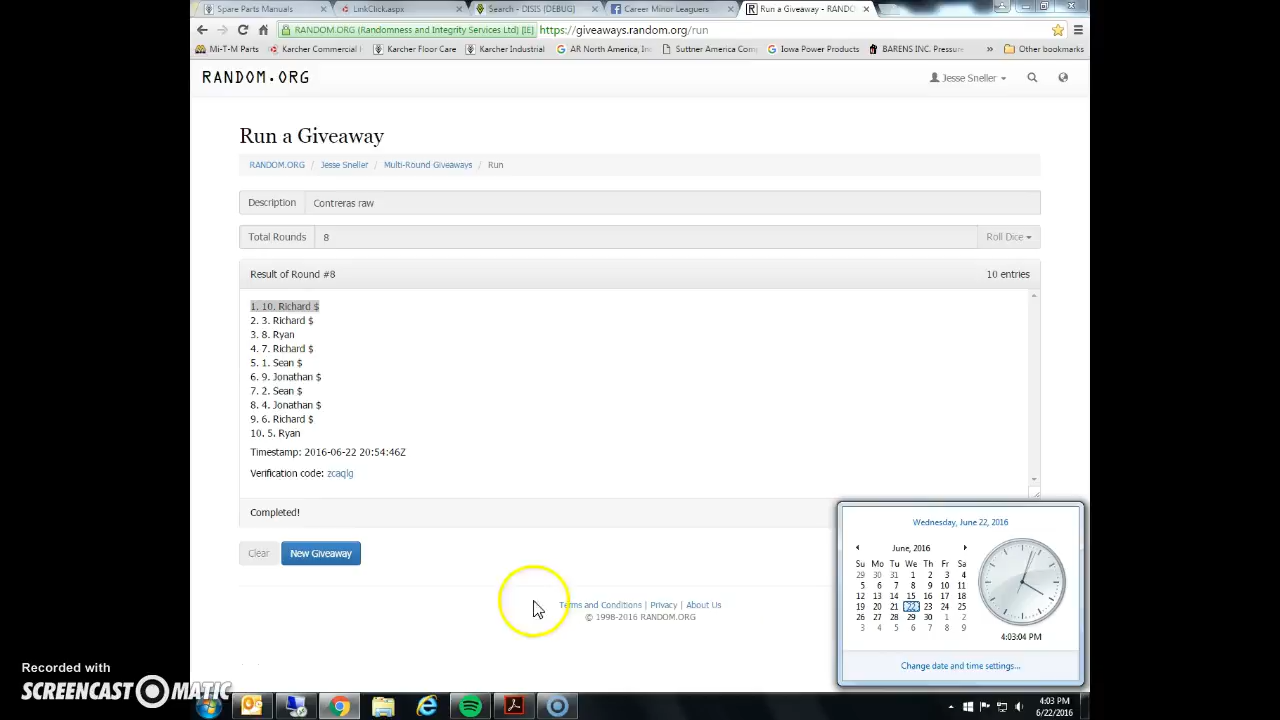 Spare Parts Manuals
LinkClick.aspx
Search - DISIS [DEBUG]
Career Minor Leaguers
Run a Giveaway - RANDO
RANDOM.ORG (Randomness and Integrity Services Ltd) [IE]
https://giveaways.random.org/run
Mi-T-M Parts
Karcher Commercial
Karcher Floor Care
Karcher Industrial
AR North America, In
Suttner America Com
Iowa Power Products
BARENS INC. Pressure
»
Other bookmarks
RANDOM.ORG
Jesse Sneller
Run a Giveaway
RANDOM.ORG / Jesse Sneller / Multi-Round Giveaways / Run
Description Contreras raw
Total Rounds 8 Roll Dice
Result of Round #8 10 entries
1. 10. Richard $
2. 3. Richard $
3. 8. Ryan
4. 7. Richard $
5. 1. Sean $
6. 9. Jonathan $
7. 2. Sean $
8. 4. Jonathan $
9. 6. Richard $
10. 5. Ryan
Timestamp: 2016-06-22 20:54:46Z
Verification code: zcaqlg
Completed!
Clear New Giveaway
Terms and Conditions | Privacy | About Us
© 1998-2016 RANDOM.ORG
Wednesday, June 22, 2016
June, 2016
Su Mo Tu We Th Fr Sa
29 30 31 1 2 3 4
5 6 7 8 9 10 11
12 13 14 15 16 17 18
19 20 21 22 23 24 25
26 27 28 29 30 1 2
3 4 5 6 7 8 9
4:03:04 PM
Change date and time settings...
Recorded with
SCREENCAST O MATIC
4:03 PM
6/22/2016